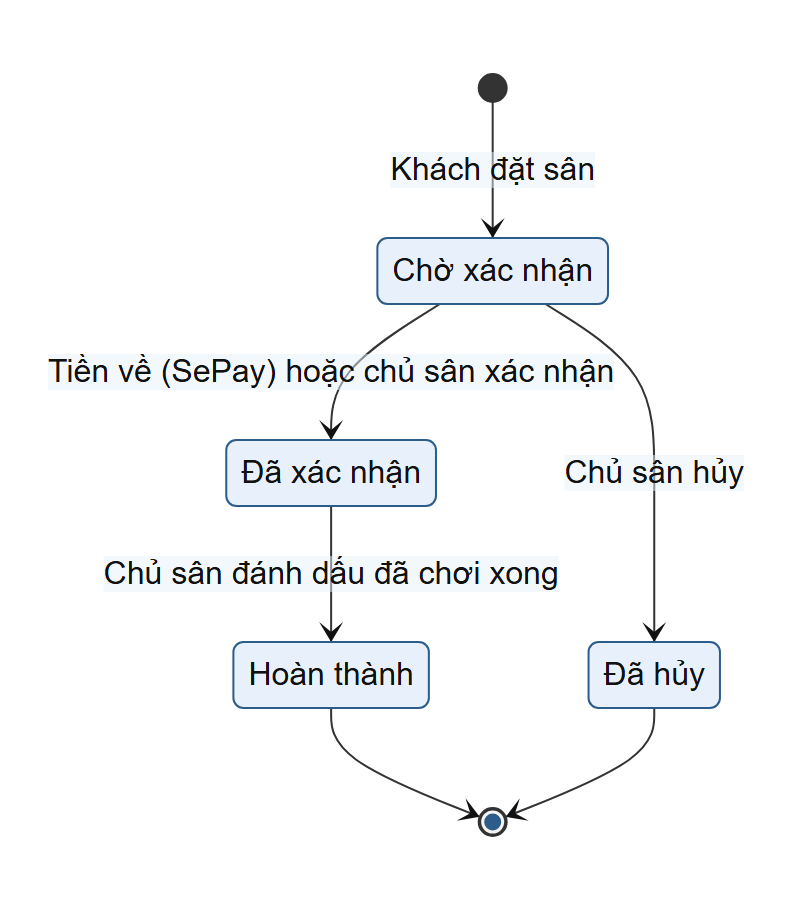 Khách đặt sân
Chờ xác nhận
Tiền về (SePay) hoặc chủ sân xác nhận
Đã xác nhận
Chủ sân hủy
Chủ sân đánh dấu đã chơi xong
Hoàn thành
Đã hủy